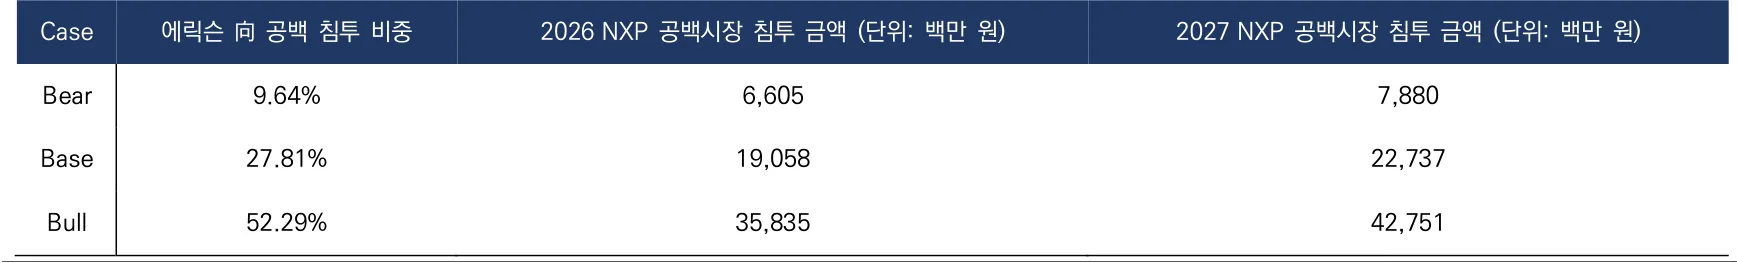 Case 에릭슨 向 공백 침투 비중 2026 NXP 공백시장 침투 금액 (단위: 백만 원) 2027 NXP 공백시장 침투 금액 (단위: 백만 원)
Bear 9.64% 6,605 7,880
Base 27.81% 19,058 22,737
Bull 52.29% 35,835 42,751